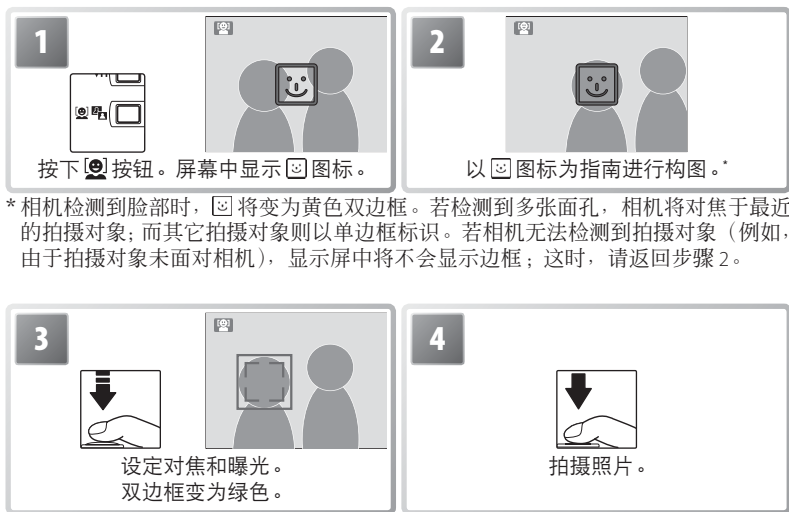 1
按下按钮。屏幕中显示图标。
2
以图标为指南进行构图。*
* 相机检测到脸部时，将变为黄色双边框。若检测到多张面孔，相机将对焦于最近
的拍摄对象；而其它拍摄对象则以单边框标识。若相机无法检测到拍摄对象（例如，
由于拍摄对象未面对相机），显示屏中将不会显示边框；这时，请返回步骤 2。
3
设定对焦和曝光。
双边框变为绿色。
4
拍摄照片。